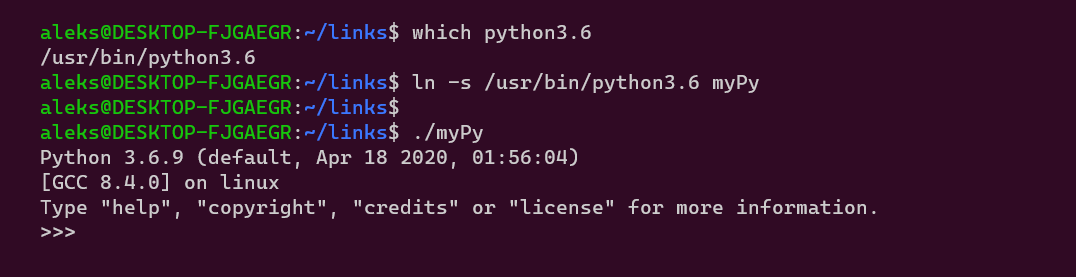 aleks@DESKTOP-FJGAEGR:~/links$ which python3.6
/usr/bin/python3.6
aleks@DESKTOP-FJGAEGR:~/links$ ln -s /usr/bin/python3.6 myPy
aleks@DESKTOP-FJGAEGR:~/links$
aleks@DESKTOP-FJGAEGR:~/links$ ./myPy
Python 3.6.9 (default, Apr 18 2020, 01:56:04)
[GCC 8.4.0] on linux
Type "help", "copyright", "credits" or "license" for more information.
>>>